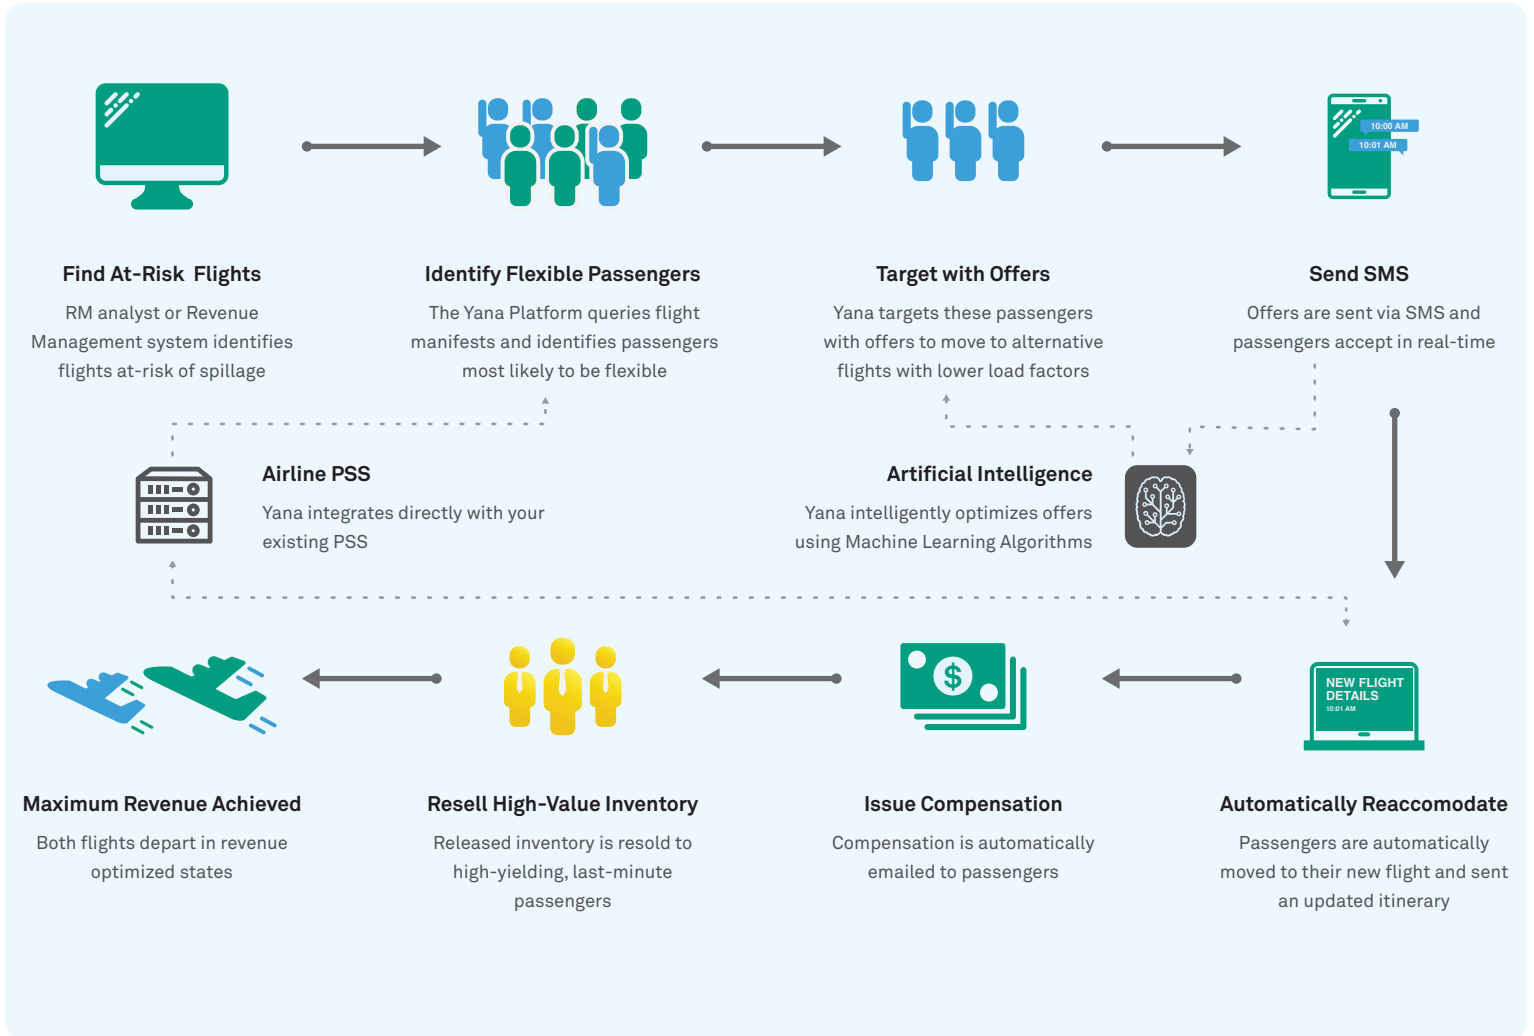 10:00 AM
10:01 AM
Find At-Risk Flights
RM analyst or Revenue
Management system identifies
flights at-risk of spillage
Identify Flexible Passengers
The Yana Platform queries flight
manifests and identifies passengers
most likely to be flexible
Target with Offers
Yana targets these passengers
with offers to move to alternative
flights with lower load factors
Send SMS
Offers are sent via SMS and
passengers accept in real-time
Airline PSS
Yana integrates directly with your
existing PSS
Artificial Intelligence
Yana intelligently optimizes offers
using Machine Learning Algorithms
$
NEW FLIGHT
DETAILS
10:01 AM
Maximum Revenue Achieved
Both flights depart in revenue
optimized states
Resell High-Value Inventory
Released inventory is resold to
high-yielding, last-minute
passengers
Issue Compensation
Compensation is automatically
emailed to passengers
Automatically Reaccomodate
Passengers are automatically
moved to their new flight and sent
an updated itinerary